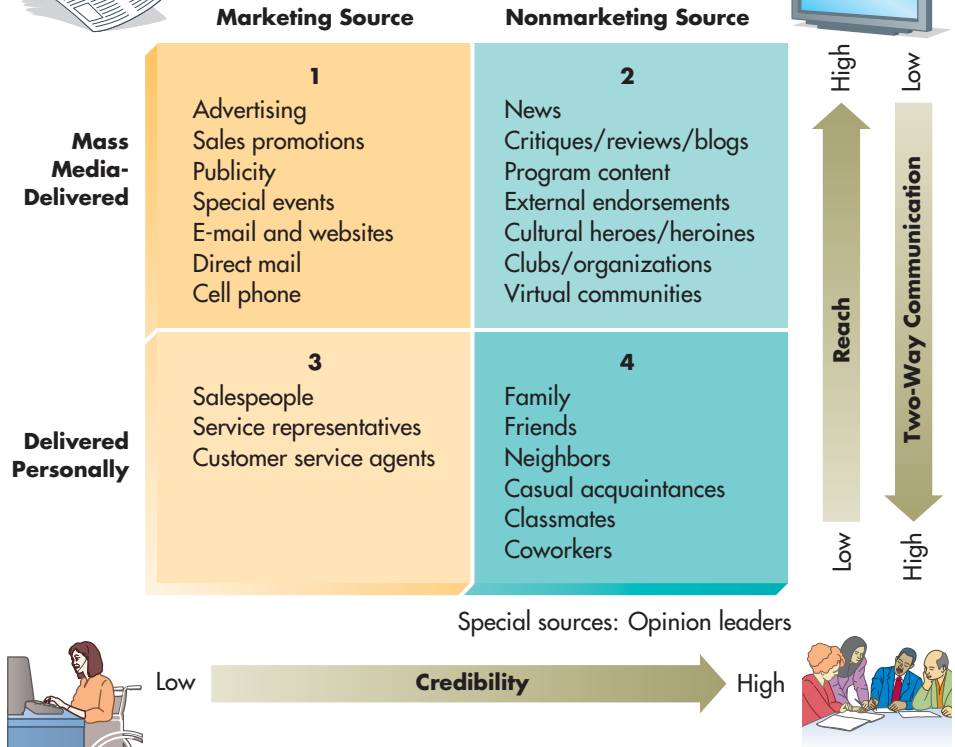 Marketing Source
Nonmarketing Source
Mass
Media-
Delivered
1
Advertising
Sales promotions
Publicity
Special events
E-mail and websites
Direct mail
Cell phone
2
News
Critiques/reviews/blogs
Program content
External endorsements
Cultural heroes/heroines
Clubs/organizations
Virtual communities
Delivered
Personally
3
Salespeople
Service representatives
Customer service agents
4
Family
Friends
Neighbors
Casual acquaintances
Classmates
Coworkers
High
Reach
Low
Low
Two-Way Communication
High
Special sources: Opinion leaders
Low
Credibility
High